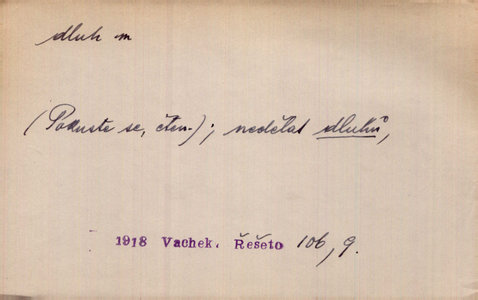 dluh m
(Pokuste se, čten.); nedělat dluhů,
1918 Vachek. Řešeto 106, 9.